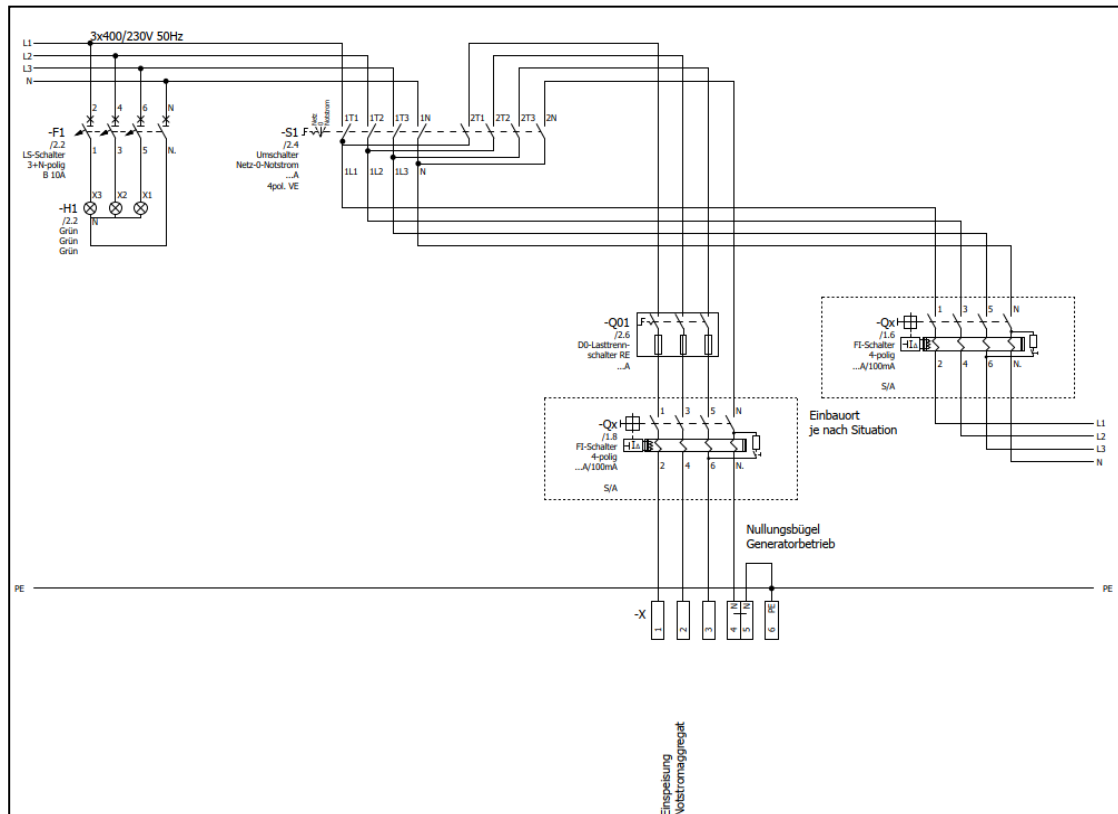 3x400/230V 50Hz
L1
L2
L3
N
2 4 6 N
-F1
/2.2
LS-Schalter
3+N-polig
B 10A
1 3 5 N.
X3 X2 X1
-H1
N
/2.2
Grün
Grün
Grün
Netz
0
Notstrom
1T1 1T2 1T3 1N 2T1 2T2 2T3 2N
-S1
/2.4
Umschalter
Netz-0-Notstrom
...A
4pol. VE
1L1 1L2 1L3 N
-Q01
/2.6
D0-Lasttrenn-
schalter RE
...A
1 3 5 N
-Qx
/1.6
FI-Schalter
4-polig
...A/100mA
S/A
I∆
2 4 6 N.
Einbauort
je nach Situation
L1
L2
L3
N
1 3 5 N
-Qx
/1.8
FI-Schalter
4-polig
...A/100mA
S/A
I∆
2 4 6 N.
Nullungsbügel
Generatorbetrieb
PE
PE
-X
1
2
3
4 N
5 N
6 PE
Einspeisung
Notstromaggregat